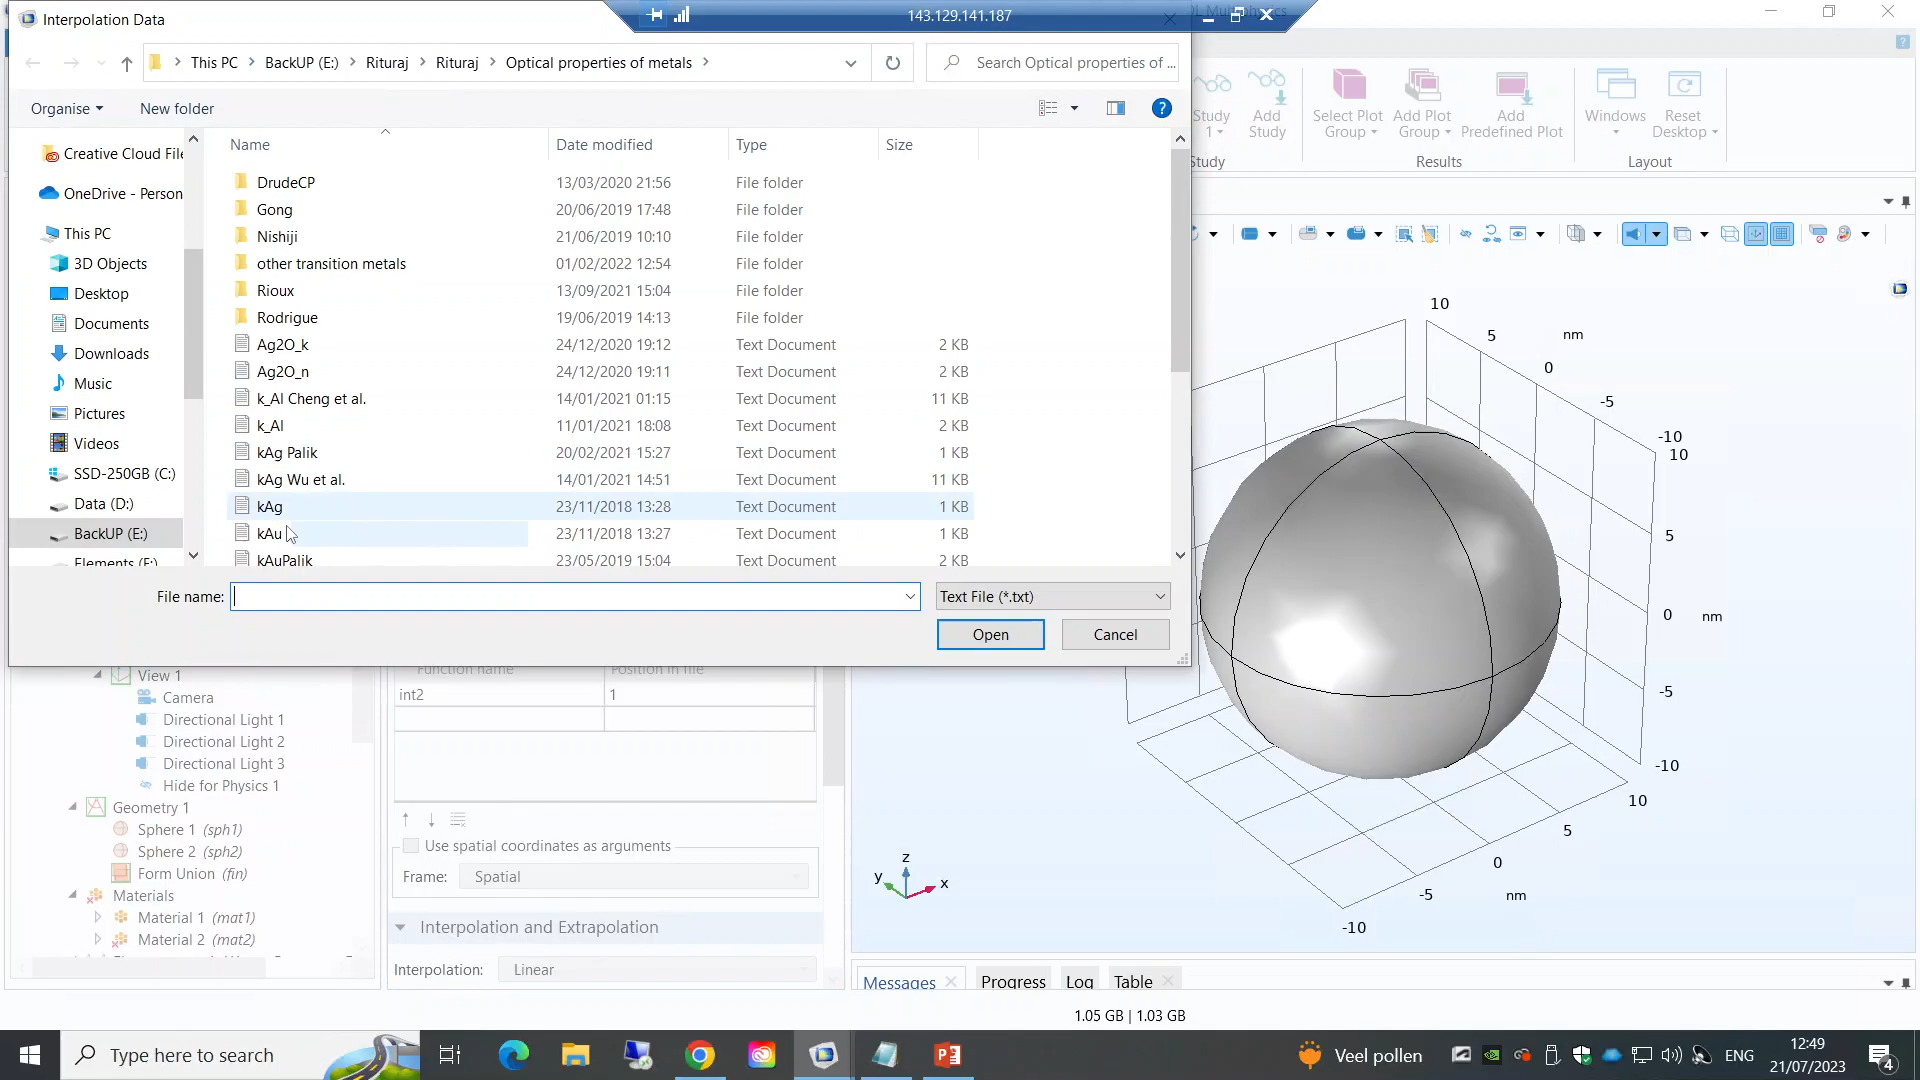 Interpolation Data
143.129.141.187
This PC > BackUP (E:) > Rituraj > Rituraj > Optical properties of metals >
Search Optical properties of ...
Organise
New folder
Name
Date modified
Type
Size
Creative Cloud File
OneDrive - Person
This PC
3D Objects
Desktop
Documents
Downloads
Music
Pictures
Videos
SSD-250GB (C:)
Data (D:)
BackUP (E:)
Elements (F:)
DrudeCP 13/03/2020 21:56 File folder
Gong 20/06/2019 17:48 File folder
Nishiji 21/06/2019 10:10 File folder
other transition metals 01/02/2022 12:54 File folder
Rioux 13/09/2021 15:04 File folder
Rodrigue 19/06/2019 14:13 File folder
Ag2O_k 24/12/2020 19:12 Text Document 2 KB
Ag2O_n 24/12/2020 19:11 Text Document 2 KB
k_Al Cheng et al. 14/01/2021 01:15 Text Document 11 KB
k_Al 11/01/2021 18:08 Text Document 2 KB
kAg Palik 20/02/2021 15:27 Text Document 1 KB
kAg Wu et al. 14/01/2021 14:51 Text Document 11 KB
kAg 23/11/2018 13:28 Text Document 1 KB
kAu 23/11/2018 13:27 Text Document 1 KB
kAuPalik 23/05/2019 15:04 Text Document 2 KB
File name:
Text File (*.txt)
Open
Cancel
Study
1
Add
Study
Study
Select Plot
Group
Add Plot
Group
Add
Predefined Plot
Results
Windows
Reset
Desktop
Layout
View 1
Camera
Directional Light 1
Directional Light 2
Directional Light 3
Hide for Physics 1
Geometry 1
Sphere 1 (sph1)
Sphere 2 (sph2)
Form Union (fin)
Materials
Material 1 (mat1)
Material 2 (mat2)
Function name
Position in file
int2
1
Use spatial coordinates as arguments
Frame:
Spatial
Interpolation and Extrapolation
Interpolation:
Linear
10
5
nm
0
-5
-10
10
5
0
nm
-5
-10
10
5
0
nm
-5
-10
z
y
x
Messages
Progress
Log
Table
1.05 GB | 1.03 GB
Type here to search
Veel pollen
ENG
12:49
21/07/2023
4